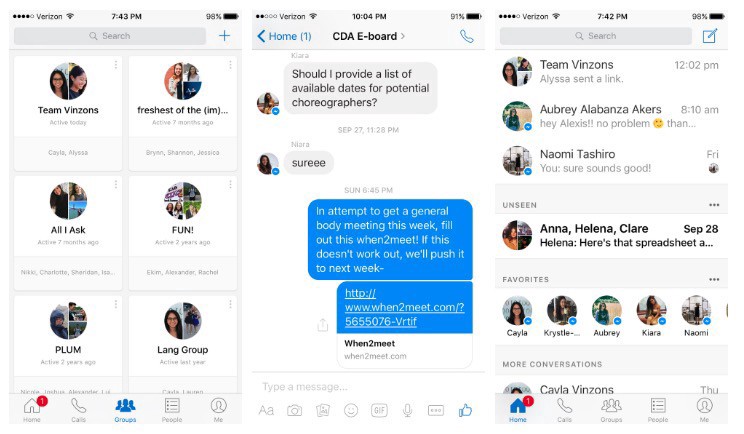 Verizon 7:43 PM 98%
Search
Team Vinzons
Active today
Cayla, Alyssa
freshest of the (im)...
Active 7 months ago
Brynn, Shannon, Jessica
All I Ask
Active 7 months ago
Nikki, Charlotte, Sheridan, Isa...
FUN!
Active 2 years ago
Ekim, Alexander, Rachel
PLUM
Active 2 years ago
Nicole, Joshua, Alexander, Lui
Lang Group
Active last year
Cayla, Lauren
1
Home Calls Groups People Me
Verizon 10:04 PM 91%
Home (1) CDA E-board
Kiara
Should I provide a list of
available dates for potential
choreographers?
SEP 27, 11:28 PM
Niara
sureee
SUN 6:45 PM
In attempt to get a general
body meeting this week, fill
out this when2meet! If this
doesn't work out, we'll push it
to next week-
http://
www.when2meet.com/?
5655076-Vrtif
When2meet
when2meet.com
Type a message...
Aa GIF
Verizon 7:42 PM 98%
Search
Team Vinzons 12:02 pm
Alyssa sent a link.
Aubrey Alabanza Akers 8:10 am
hey Alexis!! no problem 😊 than...
Naomi Tashiro Fri
You: sure sounds good!
UNSEEN
Anna, Helena, Clare Sep 28
Helena: Here's that spreadsheet a...
FAVORITES
Cayla Krystle-... Aubrey Kiara Naomi
MORE CONVERSATIONS
Cayla Vinzons Thu
1
Home Calls Groups People Me